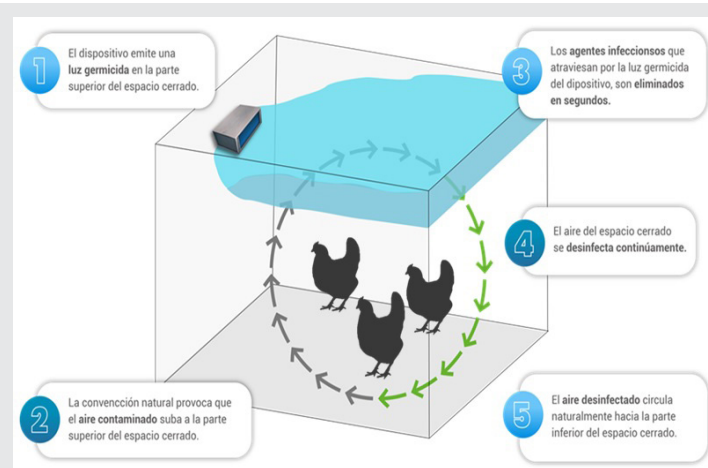 1
El dispositivo emite una
luz germicida en la parte
superior del espacio cerrado.
2
La convencción natural provoca que
el aire contaminado suba a la parte
superior del espacio cerrado.
3
Los agentes infeccionsos que
atraviesan por la luz germicida
del dipositivo, son eliminados
en segundos.
4
El aire del espacio cerrado
se desinfecta continúamente.
5
El aire desinfectado circula
naturalmente hacia la parte
inferior del espacio cerrado.